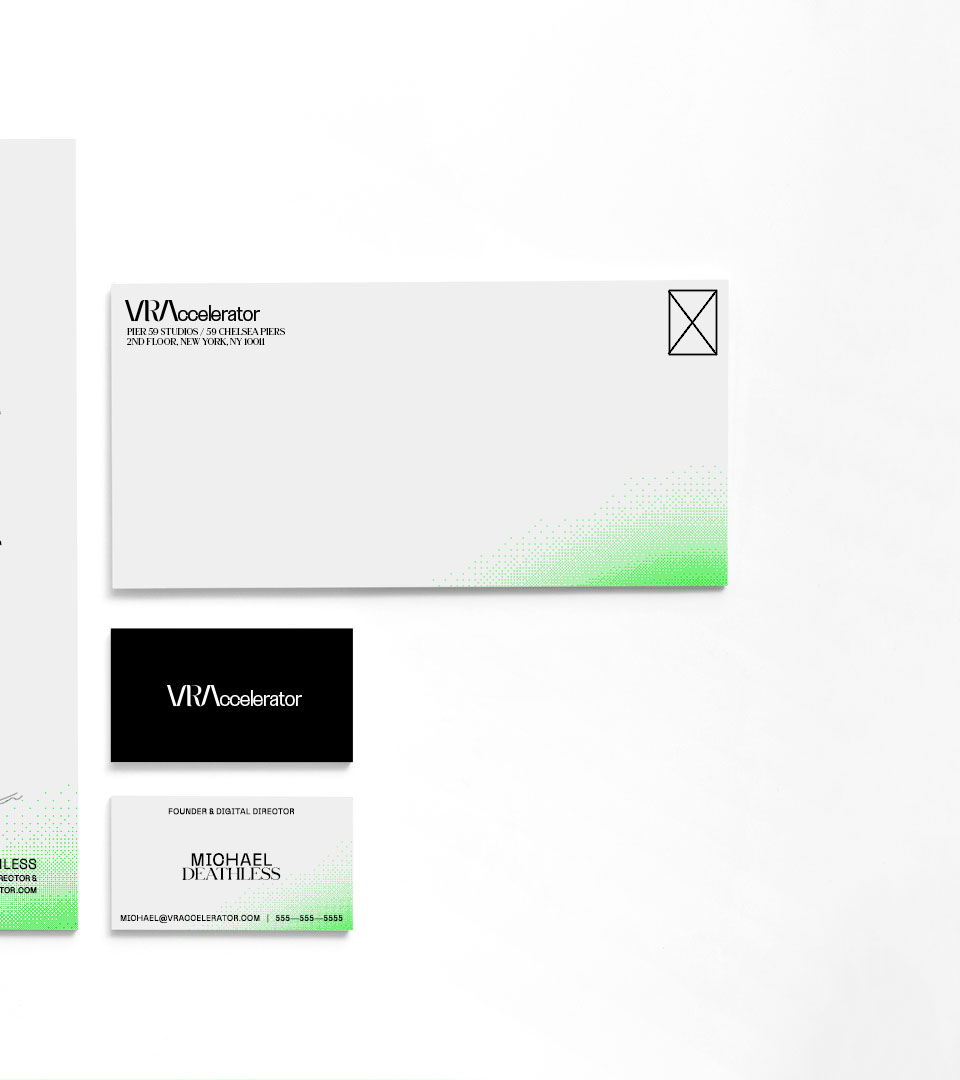 VRAccelerator
PIER 59 STUDIOS / 59 CHELSEA PIERS
2ND FLOOR, NEW YORK, NY 10011
VRAccelerator
FOUNDER & DIGITAL DIRECTOR
MICHAEL
DEATHLESS
MICHAEL@VRACCELERATOR.COM | 555—555—5555